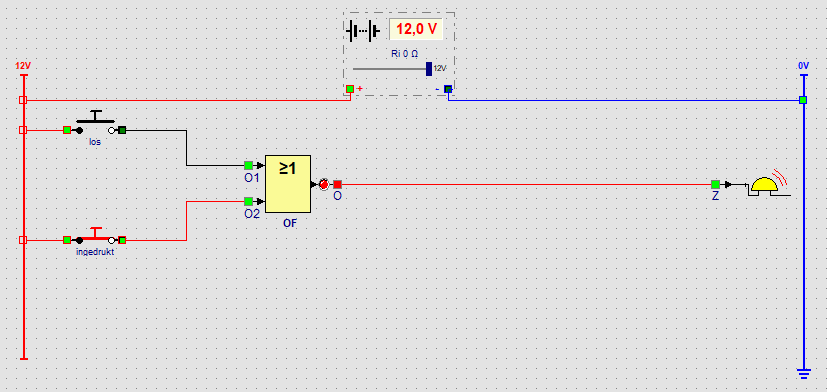 12,0 V
Ri 0 Ω
12V
+ -
12V
0V
los
≥1
O1
O2
O
Z
OF
ingedrukt